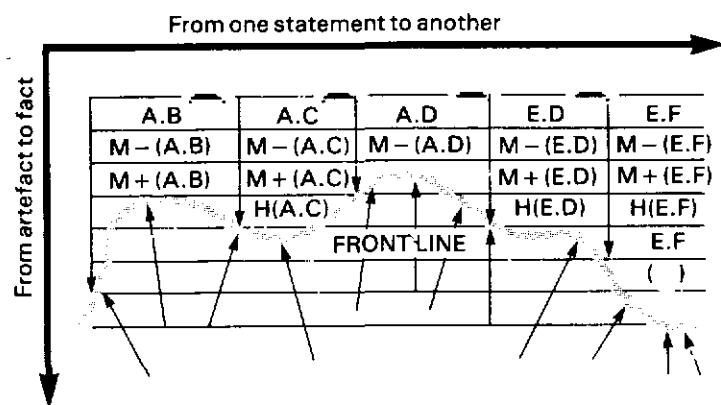 From one statement to another
From artefact to fact
A.B A.C A.D E.D E.F
M−(A.B) M−(A.C) M−(A.D) M−(E.D) M−(E.F)
M+(A.B) M+(A.C) M+(E.D) M+(E.F)
H(A.C) H(E.D) H(E.F)
FRONT LINE E.F
( )